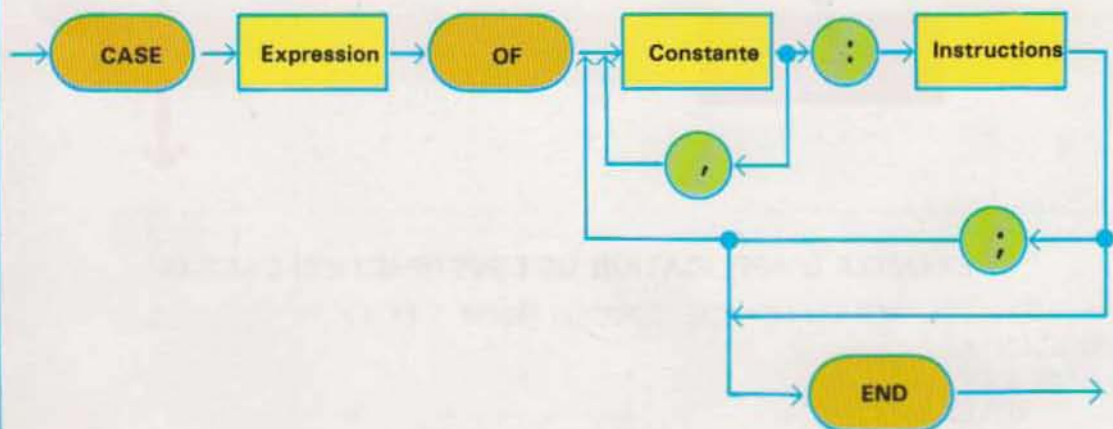 CASE Expression OF Constante : Instructions
,
;
END